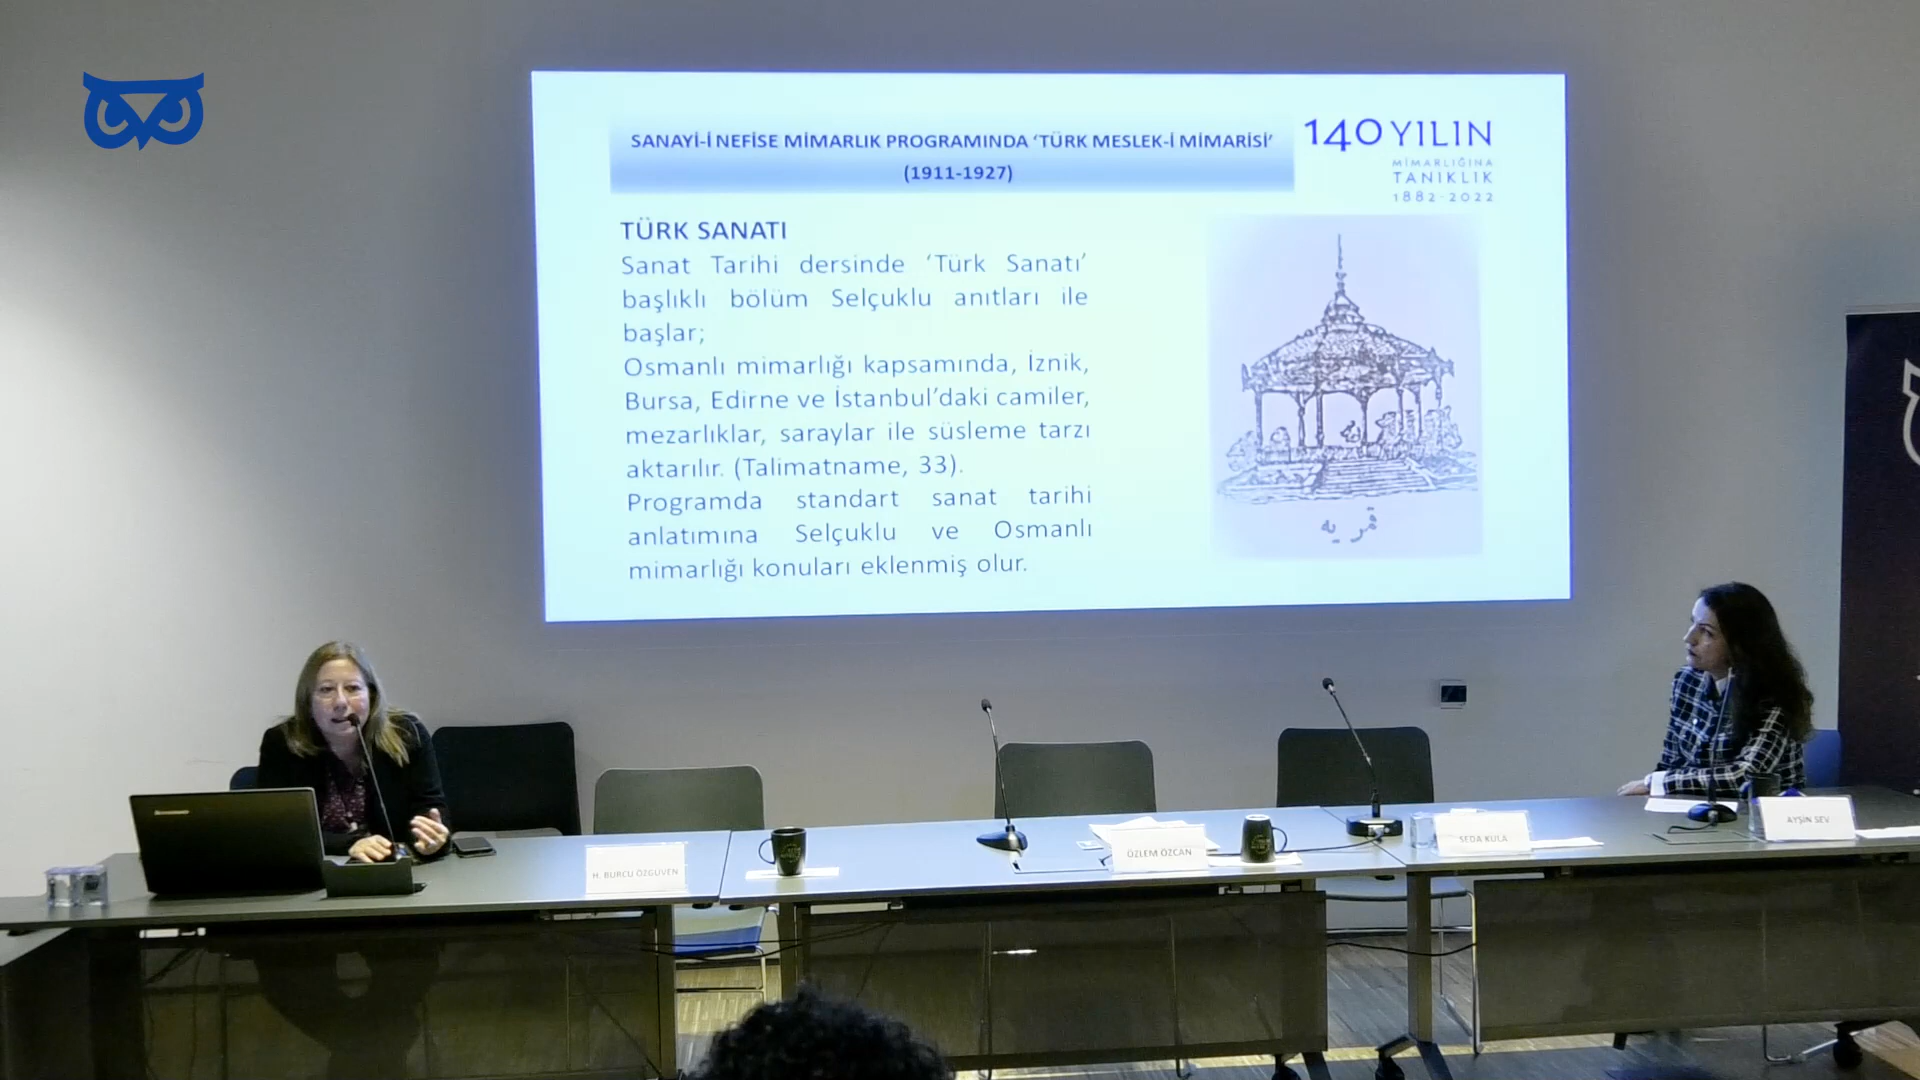 SANAYİ-İ NEFİSE MİMARLIK PROGRAMINDA ‘TÜRK MESLEK-İ MİMARİSİ’
(1911-1927)
140 YILIN
MİMARLIĞINA
TANIKLIK
1882-2022
TÜRK SANATI
Sanat Tarihi dersinde ‘Türk Sanatı’
başlıklı bölüm Selçuklu anıtları ile
başlar;
Osmanlı mimarlığı kapsamında, İznik,
Bursa, Edirne ve İstanbul’daki camiler,
mezarlıklar, saraylar ile süsleme tarzı
aktarılır. (Talimatname, 33).
Programda standart sanat tarihi
anlatımına Selçuklu ve Osmanlı
mimarlığı konuları eklenmiş olur.
قمریه
H. BURCU ÖZGÜVEN
ÖZLEM ÖZCAN
SEDA KULA
AYŞİN SEV